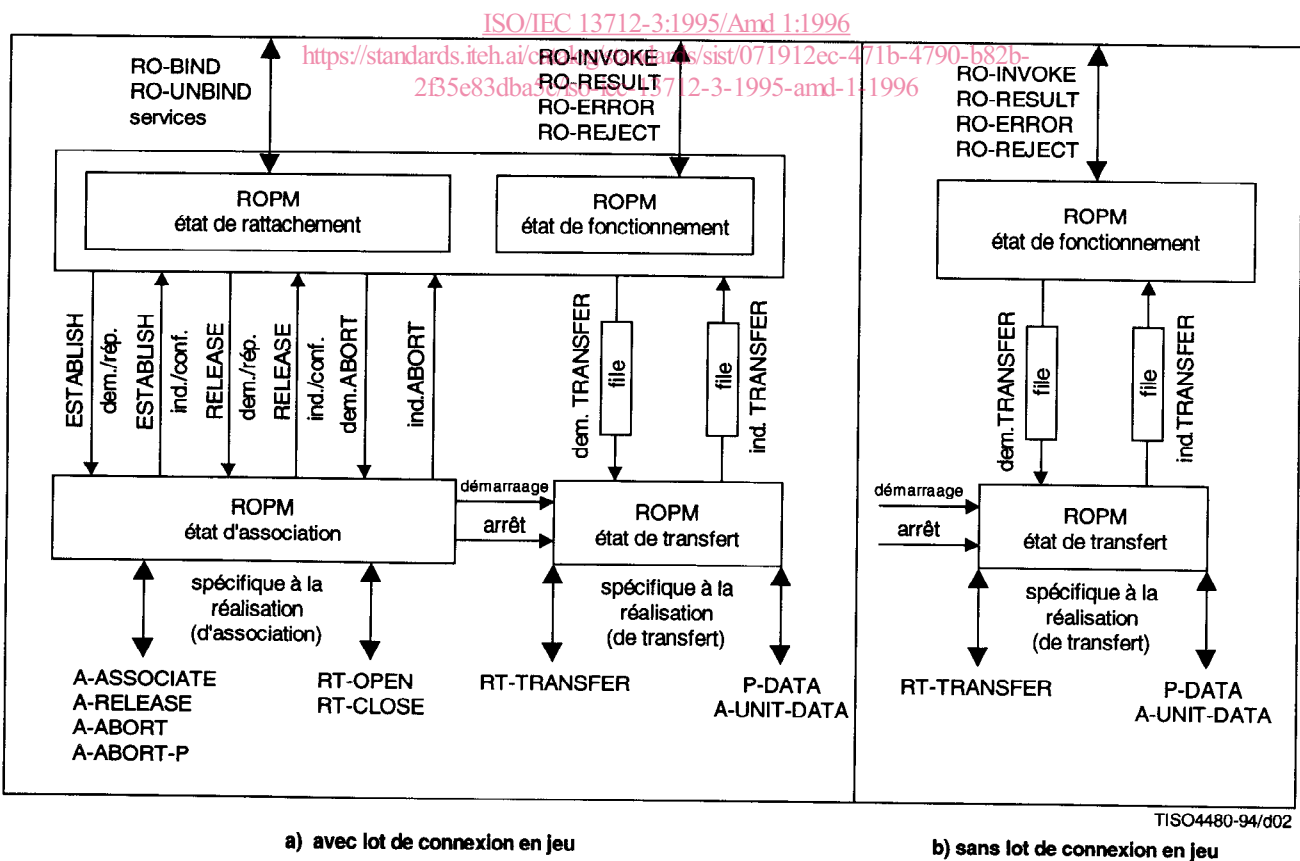 ISO/IEC 13712-3:1995/Amd 1:1996
https://standards.iteh.ai/catalog/standards/sist/071912ec-471b-4790-b82b-
2f35e83dba5c/iso-iec-13712-3-1995-amd-1-1996
RO-BIND
RO-UNBIND
services
RO-INVOKE
RO-RESULT
RO-ERROR
RO-REJECT
ROPM
état de rattachement
ROPM
état de fonctionnement
ESTABLISH
dem./rép.
ESTABLISH
ind./conf.
RELEASE
dem./rép.
RELEASE
ind./conf.
dem.ABORT
ind.ABORT
dem. TRANSFER
file
file
ind. TRANSFER
ROPM
état d'association
démarraage
arrêt
ROPM
état de transfert
spécifique à la
réalisation
(d'association)
spécifique à la
réalisation
(de transfert)
A-ASSOCIATE
A-RELEASE
A-ABORT
A-ABORT-P
RT-OPEN
RT-CLOSE
RT-TRANSFER
P-DATA
A-UNIT-DATA
RO-INVOKE
RO-RESULT
RO-ERROR
RO-REJECT
ROPM
état de fonctionnement
dem.TRANSFER
file
file
ind.TRANSFER
démarraage
arrêt
ROPM
état de transfert
spécifique à la
réalisation
(de transfert)
RT-TRANSFER
P-DATA
A-UNIT-DATA
TISO4480-94/d02
a) avec lot de connexion en jeu
b) sans lot de connexion en jeu